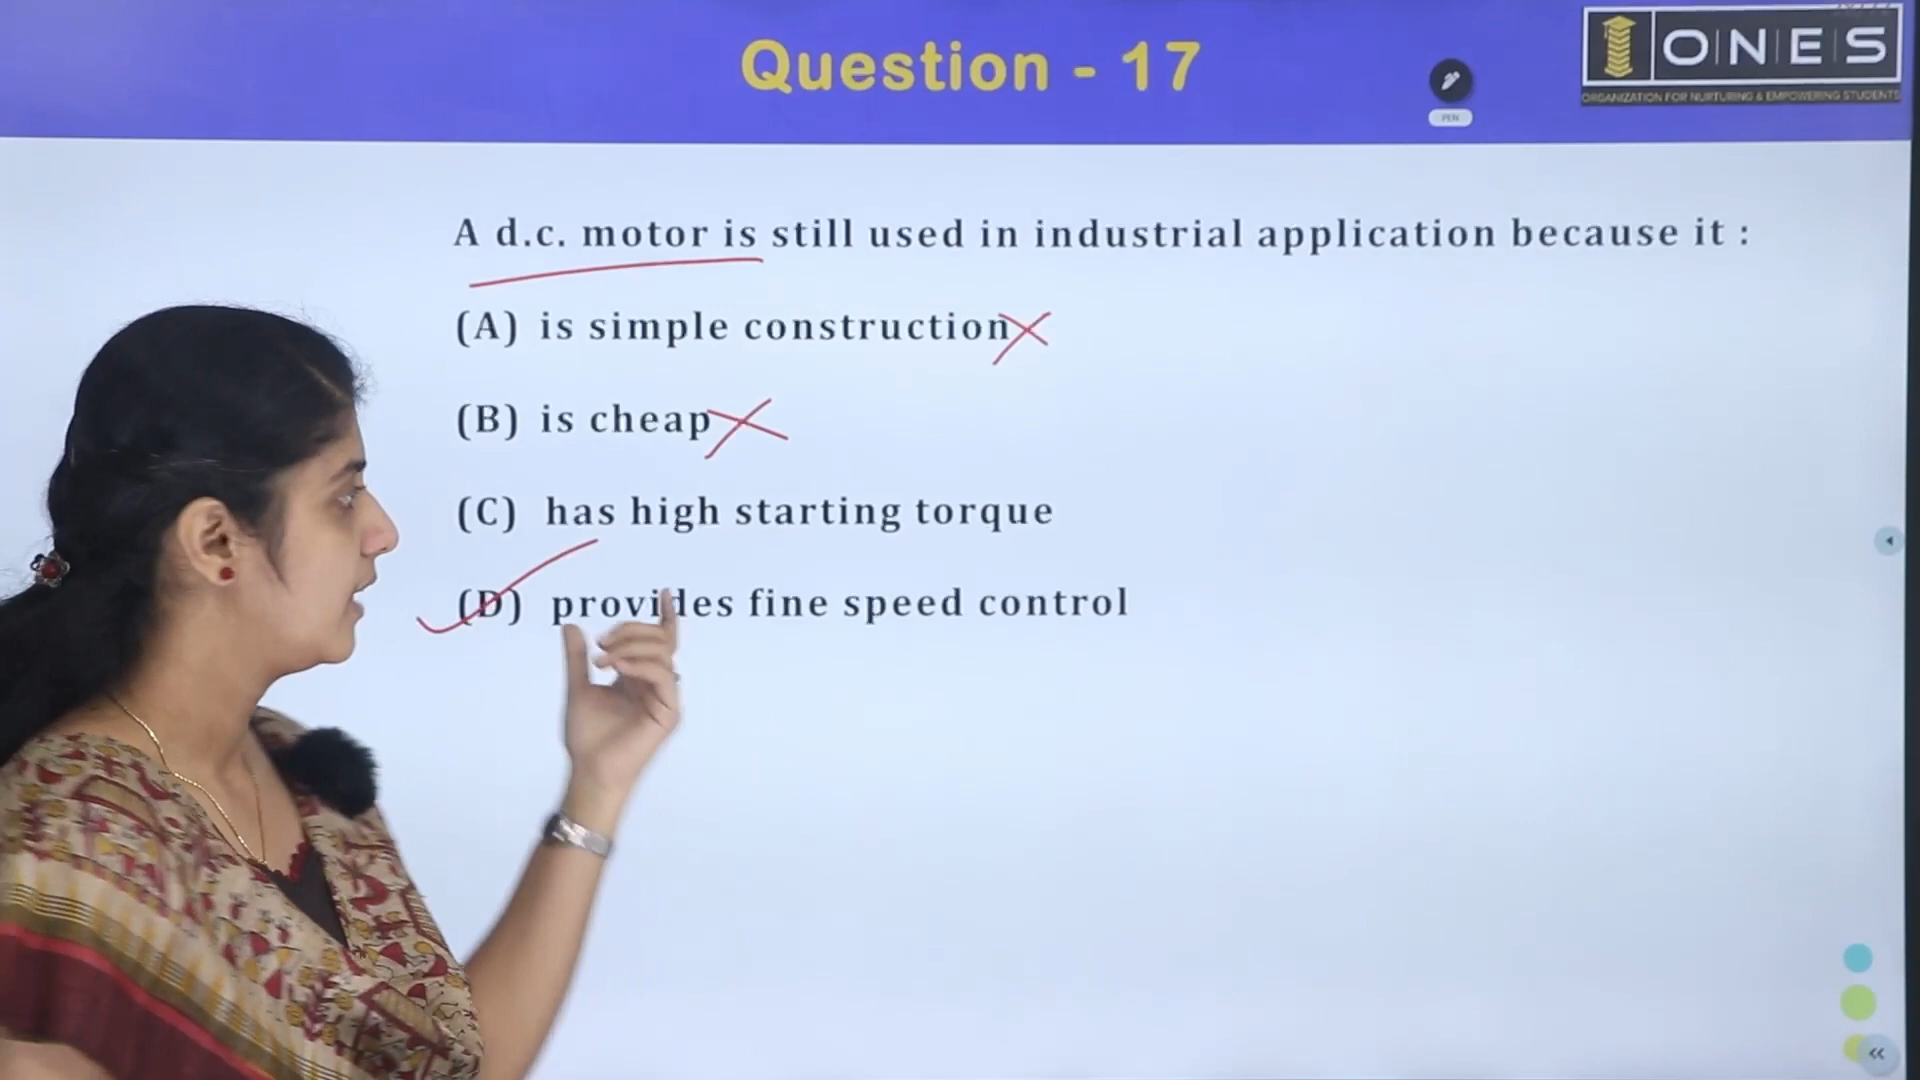 Question - 17
PEN
O|N|E|S
ORGANIZATION FOR NURTURING & EMPOWERING STUDENTS
A d.c. motor is still used in industrial application because it :
(A) is simple construction
(B) is cheap
(C) has high starting torque
(D) provides fine speed control